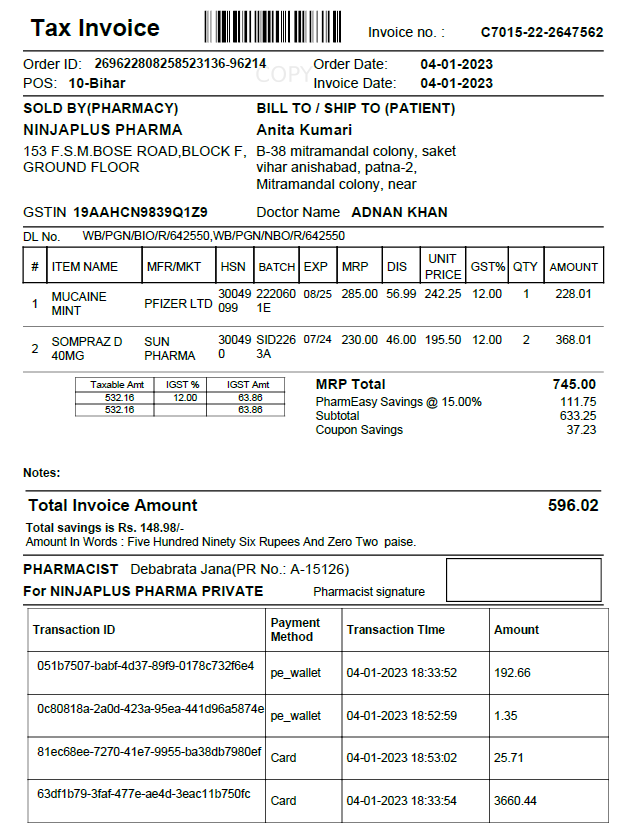 Tax Invoice
Invoice no. : C7015-22-2647562
Order ID: 269622808258523136-96214 Order Date: 04-01-2023
COPY
POS: 10-Bihar Invoice Date: 04-01-2023
SOLD BY(PHARMACY) BILL TO / SHIP TO (PATIENT)
NINJAPLUS PHARMA Anita Kumari
153 F.S.M.BOSE ROAD,BLOCK F, B-38 mitramandal colony, saket
GROUND FLOOR vihar anishabad, patna-2,
Mitramandal colony, near
GSTIN 19AAHCN9839Q1Z9 Doctor Name ADNAN KHAN
DL No. WB/PGN/BIO/R/642550,WB/PGN/NBO/R/642550
# ITEM NAME MFR/MKT HSN BATCH EXP MRP DIS UNIT PRICE GST% QTY AMOUNT
1 MUCAINE PFIZER LTD 30049 222060 08/25 285.00 56.99 242.25 12.00 1 228.01
MINT 099 1E
2 SOMPRAZ D SUN 30049 SID226 07/24 230.00 46.00 195.50 12.00 2 368.01
40MG PHARMA 0 3A
Taxable Amt IGST % IGST Amt
532.16 12.00 63.86
532.16 63.86
MRP Total 745.00
PharmEasy Savings @ 15.00% 111.75
Subtotal 633.25
Coupon Savings 37.23
Notes:
Total Invoice Amount 596.02
Total savings is Rs. 148.98/-
Amount In Words : Five Hundred Ninety Six Rupees And Zero Two paise.
PHARMACIST Debabrata Jana(PR No.: A-15126)
For NINJAPLUS PHARMA PRIVATE Pharmacist signature
Transaction ID Payment Method Transaction TIme Amount
051b7507-babf-4d37-89f9-0178c732f6e4 pe_wallet 04-01-2023 18:33:52 192.66
0c80818a-2a0d-423a-95ea-441d96a5874e pe_wallet 04-01-2023 18:52:59 1.35
81ec68ee-7270-41e7-9955-ba38db7980ef Card 04-01-2023 18:53:02 25.71
63df1b79-3faf-477e-ae4d-3eac11b750fc Card 04-01-2023 18:33:54 3660.44